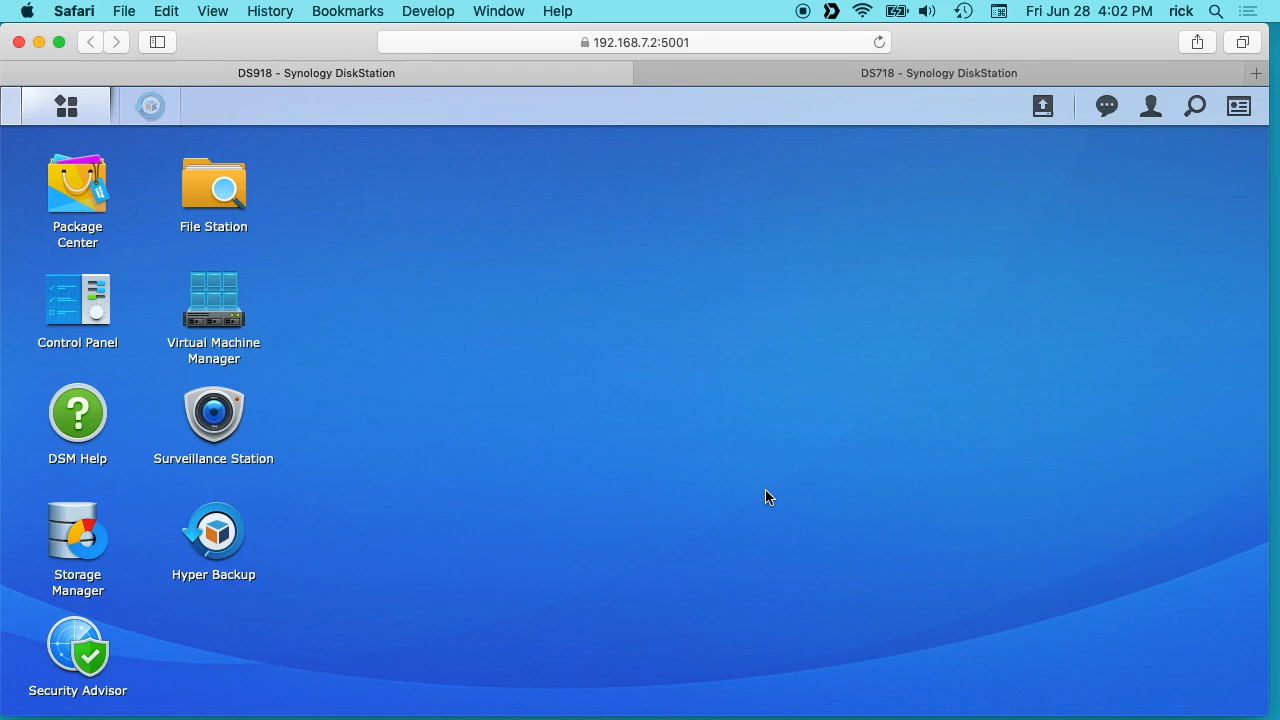 Safari File Edit View History Bookmarks Develop Window Help Fri Jun 28 4:02 PM rick
192.168.7.2:5001
DS918 - Synology DiskStation
DS718 - Synology DiskStation
Package
Center
File Station
Control Panel
Virtual Machine
Manager
DSM Help
Surveillance Station
Storage
Manager
Hyper Backup
Security Advisor